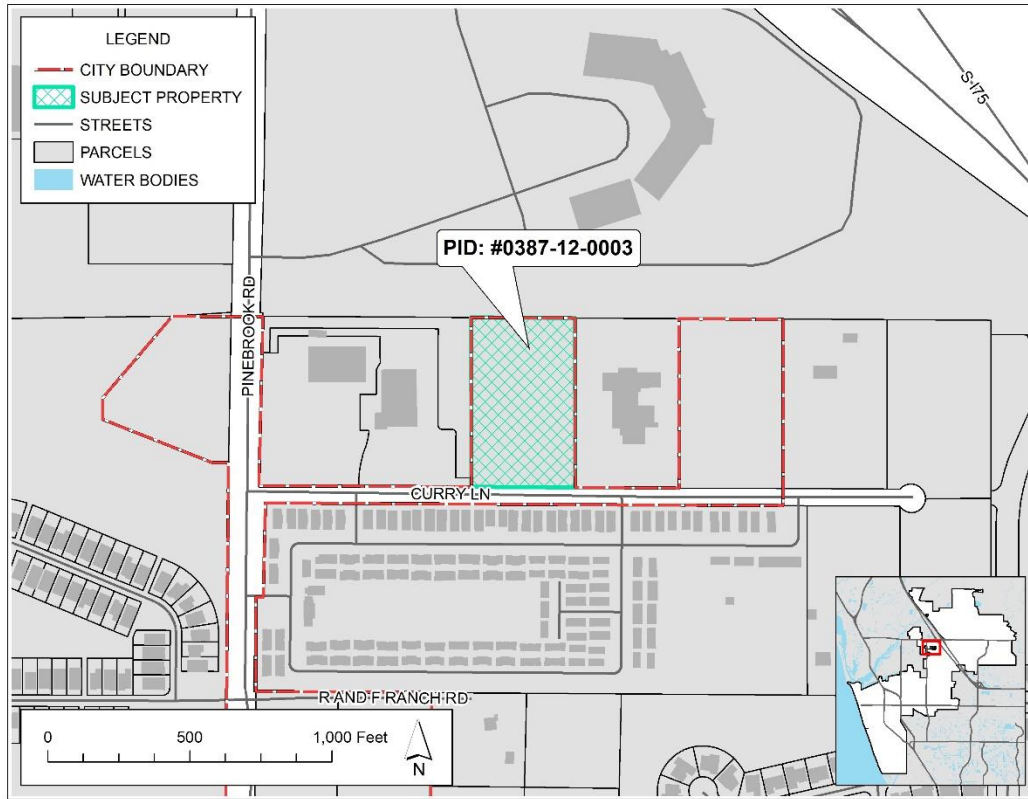 LEGEND
CITY BOUNDARY
SUBJECT PROPERTY
STREETS
PARCELS
WATER BODIES
S-I75
PID: #0387-12-0003
PINEBROOK RD
CURRY LN
R AND F RANCH RD
0 500 1,000 Feet
N